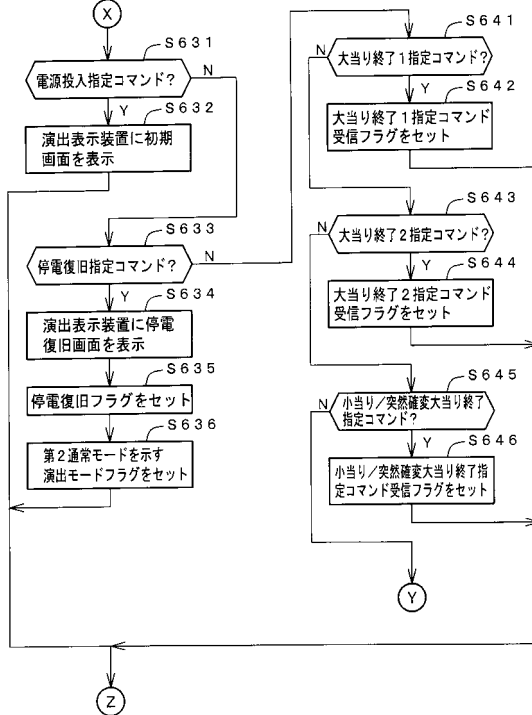 X
S631
電源投入指定コマンド?
N
Y
S632
演出表示装置に初期
画面を表示
S633
停電復旧指定コマンド?
N
Y
S634
演出表示装置に停電
復旧画面を表示
S635
停電復旧フラグをセット
S636
第2通常モードを示す
演出モードフラグをセット
S641
N
大当り終了1指定コマンド?
Y
S642
大当り終了1指定コマンド
受信フラグをセット
S643
N
大当り終了2指定コマンド?
Y
S644
大当り終了2指定コマンド
受信フラグをセット
S645
N
小当り/突然確変大当り終了
指定コマンド?
Y
S646
小当り/突然確変大当り終了指
定コマンド受信フラグをセット
Y
Z